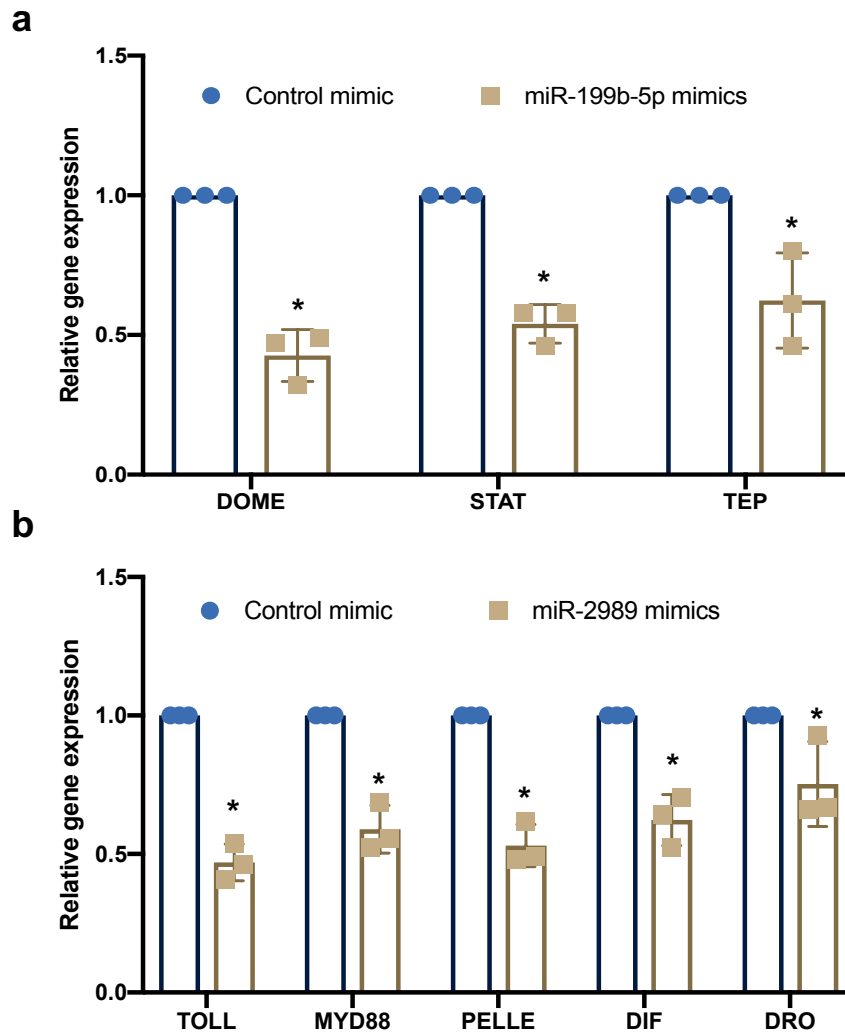 a
Relative gene expression
1.5
1.0
0.5
0.0
Control mimic
miR-199b-5p mimics
*
*
*
DOME
STAT
TEP
b
Relative gene expression
1.5
1.0
0.5
0.0
Control mimic
miR-2989 mimics
*
*
*
*
*
TOLL
MYD88
PELLE
DIF
DRO